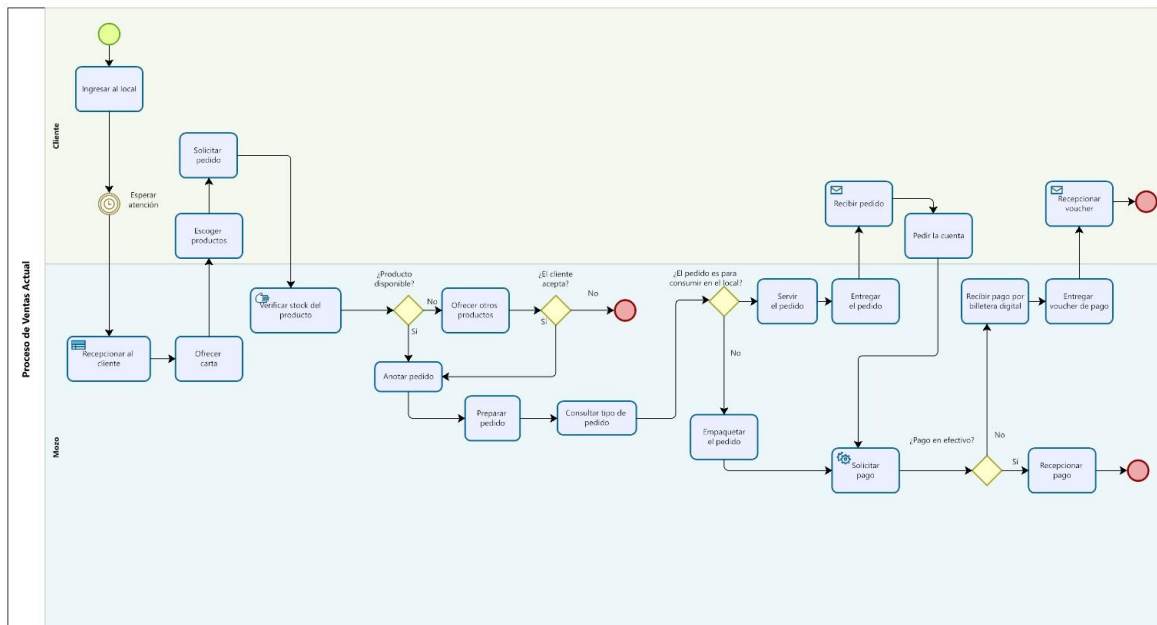 Proceso de Ventas Actual
Cliente
Ingresar al local
Esperar
atención
Solicitar
pedido
Escoger
productos
Recibir pedido
Pedir la cuenta
Recepcionar
voucher
Mozo
Recepcionar al
cliente
Ofrecer
carta
Verificar stock del
producto
¿Producto
disponible?
No
Sí
Ofrecer otros
productos
¿El cliente
acepta?
No
Sí
Anotar pedido
Preparar
pedido
Consultar tipo de
pedido
¿El pedido es para
consumir en el local?
Sí
No
Servir
el pedido
Entregar
el pedido
Empaquetar
el pedido
Solicitar
pago
¿Pago en efectivo?
No
Sí
Recibir pago por
billetera digital
Entregar
voucher de pago
Recepcionar
pago